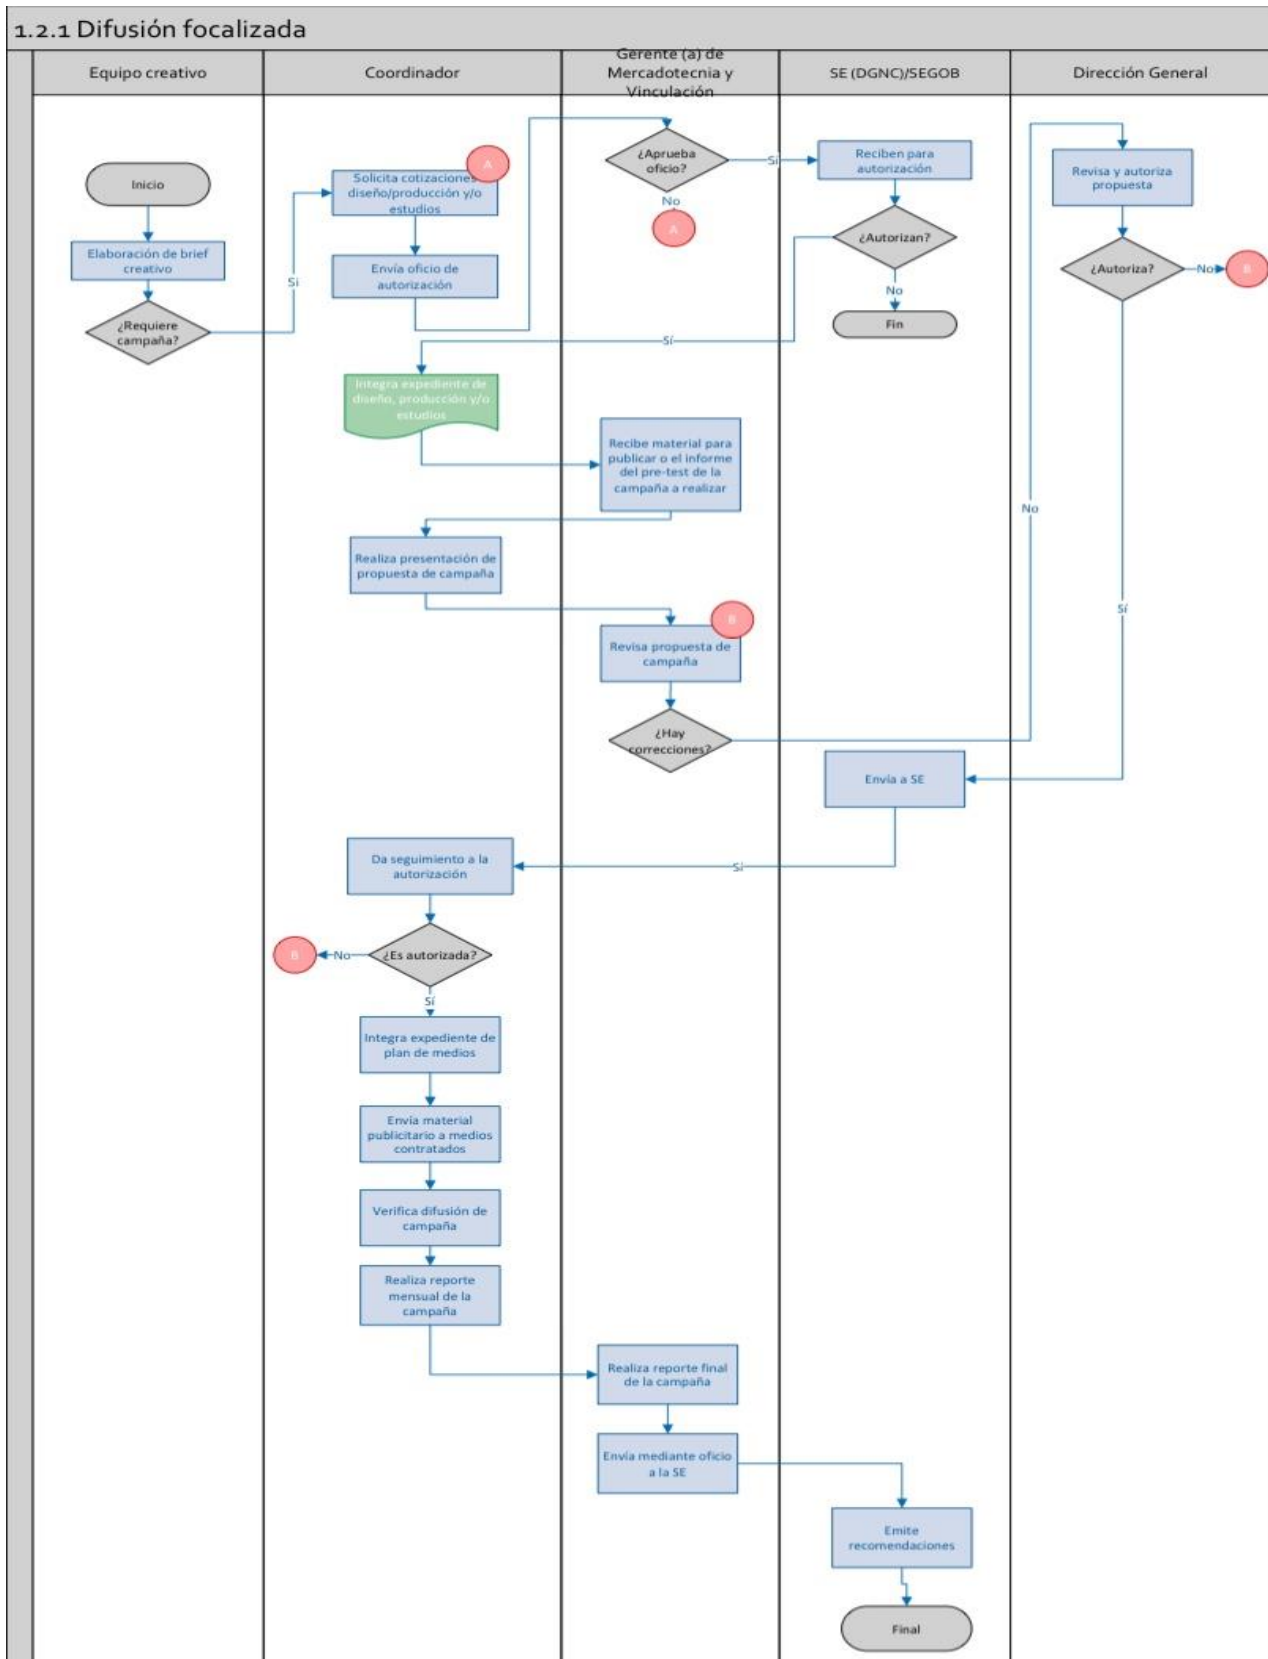 1.2.1 Difusión focalizada
Equipo creativo
Coordinador
Gerente (a) de
Mercadotecnia y
Vinculación
SE (DGNC)/SEGOB
Dirección General
Inicio
Elaboración de brief
creativo
¿Requiere
campaña?
Si
A
Solicita cotizaciones
diseño/producción y/o
estudios
Envía oficio de
autorización
¿Aprueba
oficio?
Sí
No
A
Reciben para
autorización
¿Autorizan?
No
Fin
Sí
Revisa y autoriza
propuesta
¿Autoriza?
No
B
Sí
Integra expediente de
diseño, producción y/o
estudios
Recibe material para
publicar o el informe
del pre-test de la
campaña a realizar
Realiza presentación de
propuesta de campaña
B
Revisa propuesta de
campaña
¿Hay
correcciones?
No
Envía a SE
Si
Da seguimiento a la
autorización
¿Es autorizada?
No
B
Sí
Integra expediente de
plan de medios
Envía material
publicitario a medios
contratados
Verifica difusión de
campaña
Realiza reporte
mensual de la
campaña
Realiza reporte final
de la campaña
Envía mediante oficio
a la SE
Emite
recomendaciones
Final